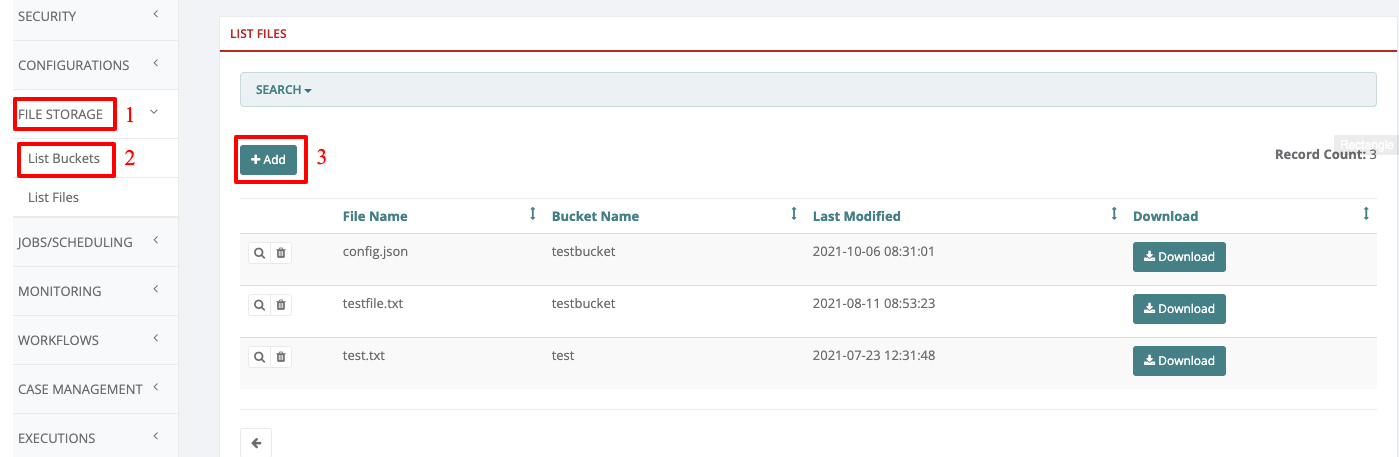 SECURITY
CONFIGURATIONS
FILE STORAGE 1
List Buckets 2
List Files
JOBS/SCHEDULING
MONITORING
WORKFLOWS
CASE MANAGEMENT
EXECUTIONS
LIST FILES
SEARCH
Add 3
Rectangle
Record Count: 3
File Name Bucket Name Last Modified Download
config.json testbucket 2021-10-06 08:31:01 Download
testfile.txt testbucket 2021-08-11 08:53:23 Download
test.txt test 2021-07-23 12:31:48 Download